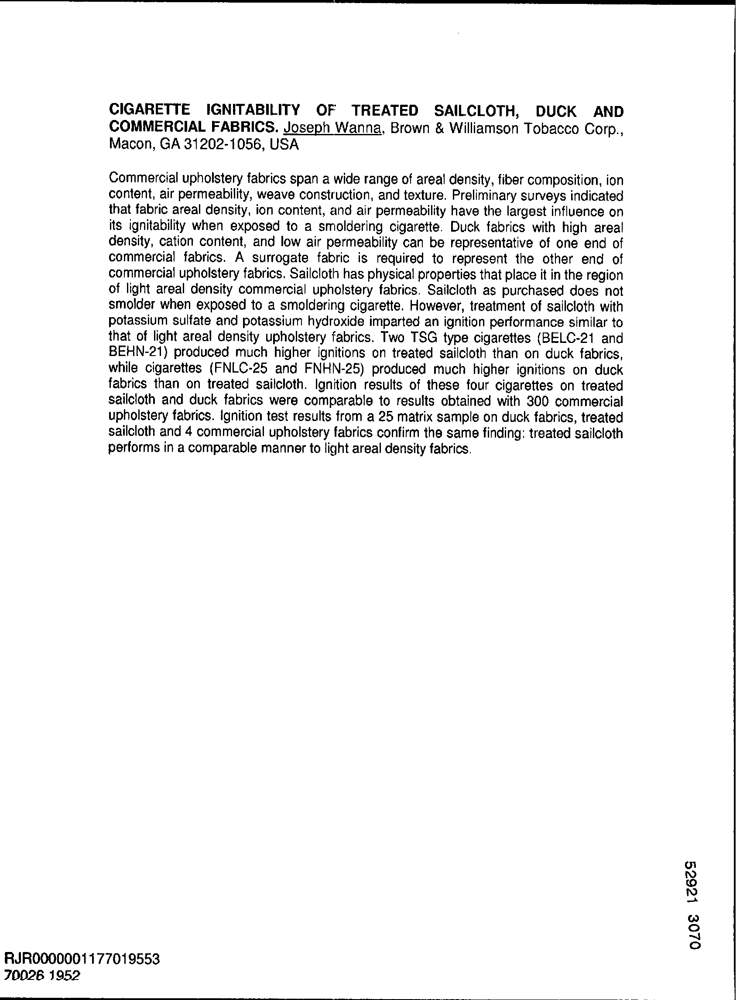 CIGARETTE IGNITABILITY OF TREATED SAILCLOTH, DUCK AND
COMMERCIAL FABRICS. Joseph Wanna, Brown & Williamson Tobacco Corp.,
Macon, GA 31202-1056, USA
Commercial upholstery fabrics span a wide range of areal density, fiber composition, ion
content, air permeability, weave construction, and texture. Preliminary surveys indicated
that fabric areal density, ion content, and air permeability have the largest influence on
its ignitability when exposed to a smoldering cigarette. Duck fabrics with high areal
density, cation content, and low air permeability can be representative of one end of
commercial fabrics. A surrogate fabric is required to represent the other end of
commercial upholstery fabrics. Sailcloth has physical properties that place it in the region
of light areal density commercial upholstery fabrics. Sailcloth as purchased does not
smolder when exposed to a smoldering cigarette. However, treatment of sailcloth with
potassium sulfate and potassium hydroxide imparted an ignition performance similar to
that of light areal density upholstery fabrics. Two TSG type cigarettes (BELC-21 and
BEHN-21) produced much higher ignitions on treated sailcloth than on duck fabrics,
while cigarettes (FNLC-25 and FNHN-25) produced much higher ignitions on duck
fabrics than on treated sailcloth. Ignition results of these four cigarettes on treated
sailcloth and duck fabrics were comparable to results obtained with 300 commercial
upholstery fabrics. Ignition test results from a 25 matrix sample on duck fabrics, treated
sailcloth and 4 commercial upholstery fabrics confirm the same finding: treated sailcloth
performs in a comparable manner to light areal density fabrics.
52921 3070
RJR0000001177019553
70026 1952